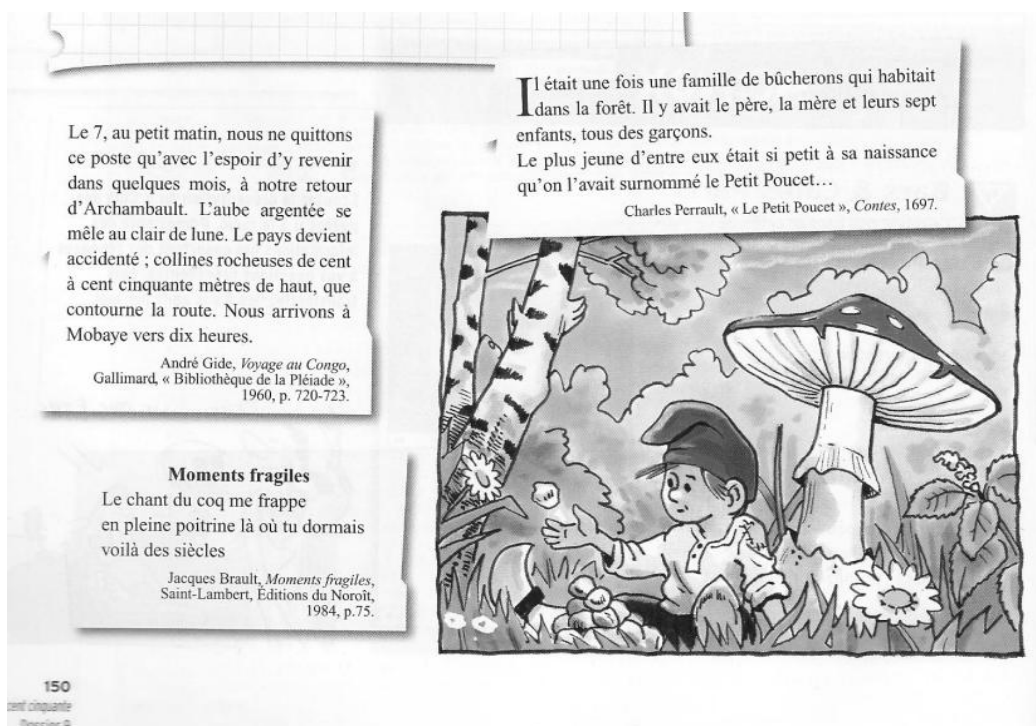 Le 7, au petit matin, nous ne quittons
ce poste qu'avec l'espoir d'y revenir
dans quelques mois, à notre retour
d'Archambault. L'aube argentée se
mêle au clair de lune. Le pays devient
accidenté ; collines rocheuses de cent
à cent cinquante mètres de haut, que
contourne la route. Nous arrivons à
Mobaye vers dix heures.
André Gide, Voyage au Congo,
Gallimard, « Bibliothèque de la Pléiade »,
1960, p. 720-723.
Moments fragiles
Le chant du coq me frappe
en pleine poitrine là où tu dormais
voilà des siècles
Jacques Brault, Moments fragiles,
Saint-Lambert, Éditions du Noroît,
1984, p.75.
Il était une fois une famille de bûcherons qui habitait
dans la forêt. Il y avait le père, la mère et leurs sept
enfants, tous des garçons.
Le plus jeune d'entre eux était si petit à sa naissance
qu'on l'avait surnommé le Petit Poucet…
Charles Perrault, « Le Petit Poucet », Contes, 1697.
150
cent cinquante
Dossier 9